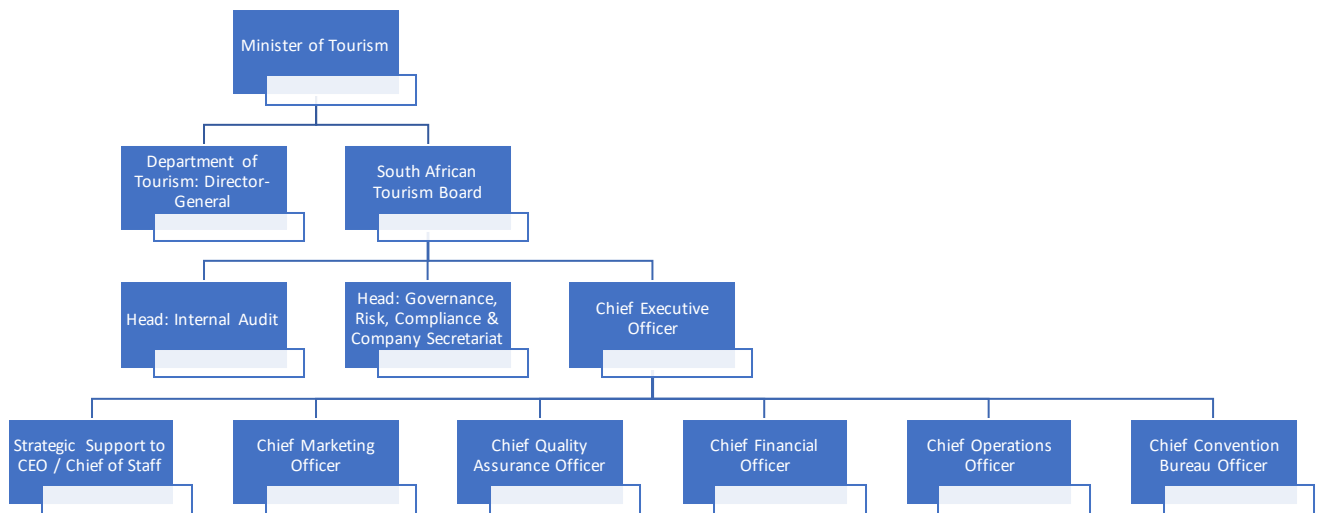 Minister of Tourism
Department of
Tourism: Director-
General
South African
Tourism Board
Head: Internal Audit
Head: Governance,
Risk, Compliance &
Company Secretariat
Chief Executive
Officer
Strategic Support to
CEO / Chief of Staff
Chief Marketing
Officer
Chief Quality
Assurance Officer
Chief Financial
Officer
Chief Operations
Officer
Chief Convention
Bureau Officer